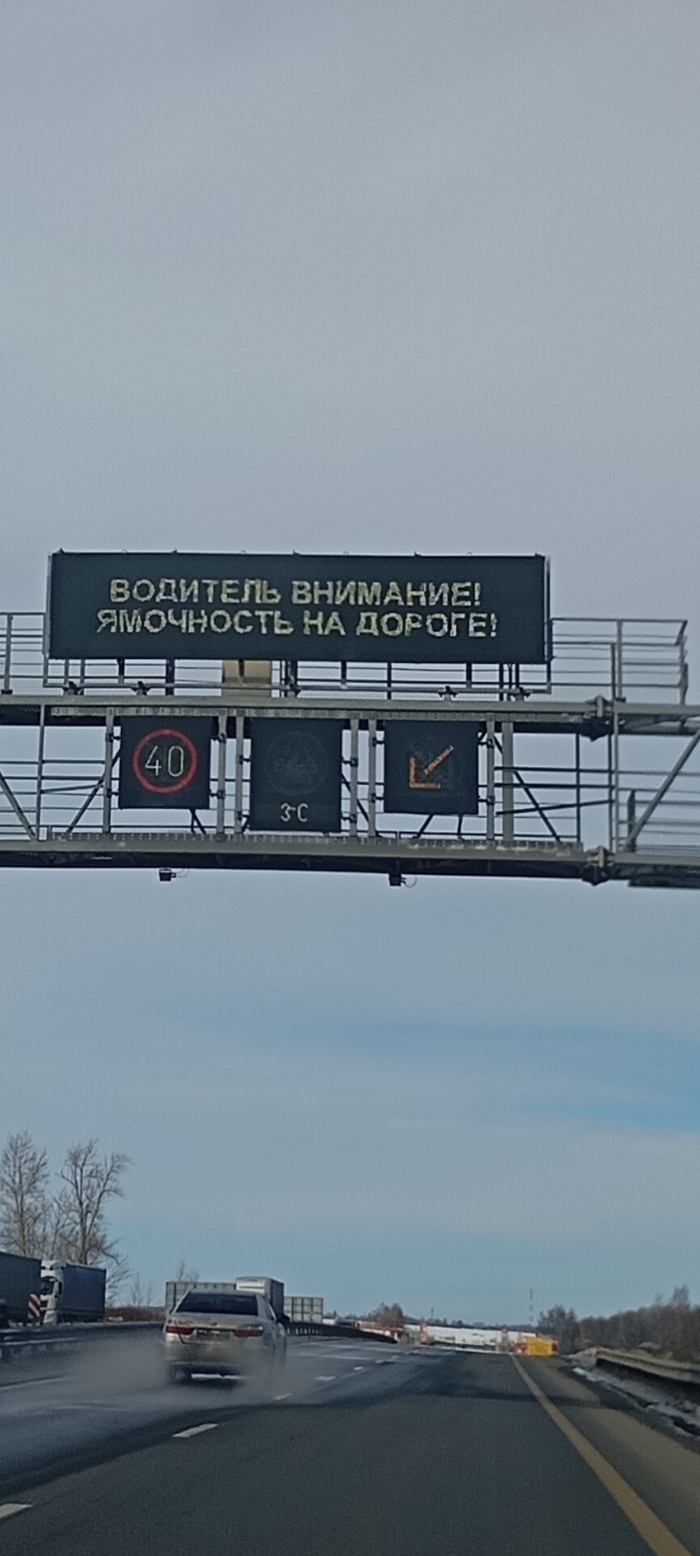 ВОДИТЕЛЬ ВНИМАНИЕ!
ЯМОЧНОСТЬ НА ДОРОГЕ!
40
3°C